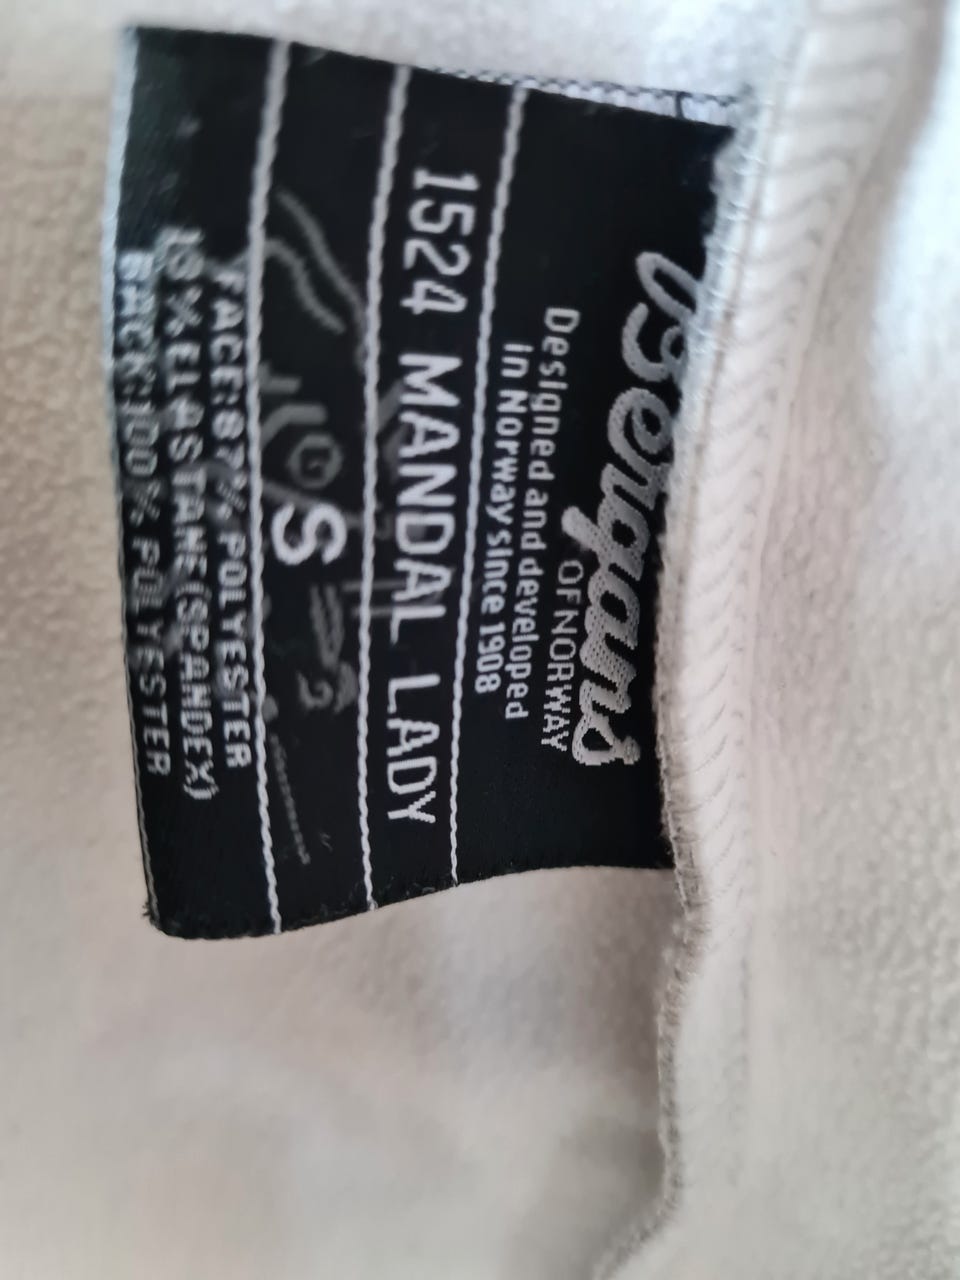 Bergans
OF NORWAY
Designed and developed
in Norway since 1908
1524 MANDAL LADY
S
FACE:87% POLYESTER
13%ELASTANE(SPANDEX)
BACK:100% POLYESTER